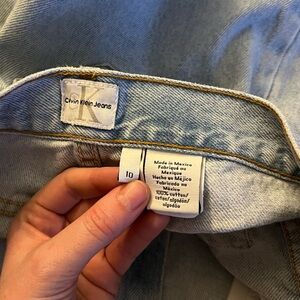 CK
Calvin Klein Jeans
10
Made in Mexico
Fabriqué au
Mexique
Hecho en Méjico
Fabricado no
México
100% cotton/
coton/algodón/
algodão